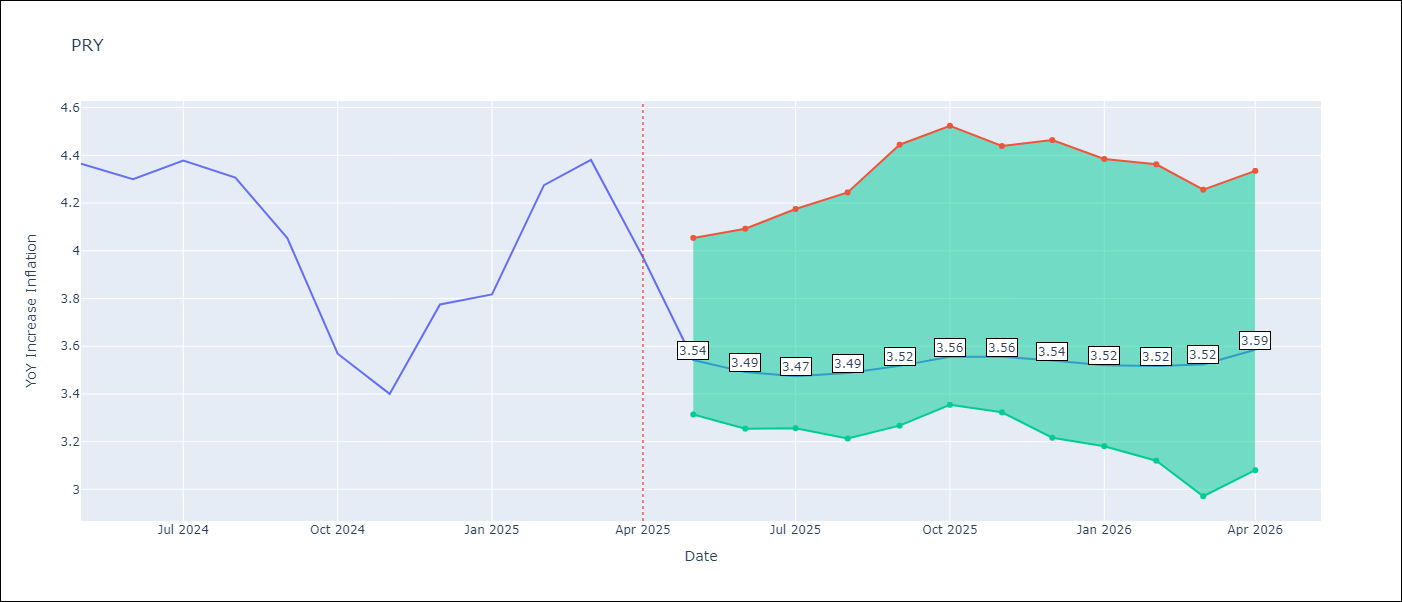 PRY
4.6
4.4
4.2
4
3.8
3.6
3.4
3.2
3
YoY Increase Inflation
3.54
3.49
3.47
3.49
3.52
3.56
3.56
3.54
3.52
3.52
3.52
3.59
Jul 2024
Oct 2024
Jan 2025
Apr 2025
Jul 2025
Oct 2025
Jan 2026
Apr 2026
Date